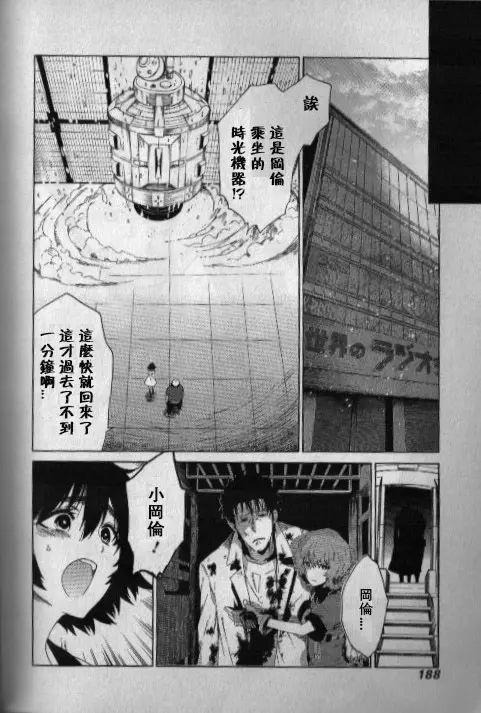 誒
這是岡倫
乘坐的
時光機器!?
世界のラジオ
這麼快就回來了
這才過去了不到
一分鐘啊…
岡倫…
小岡倫!
188